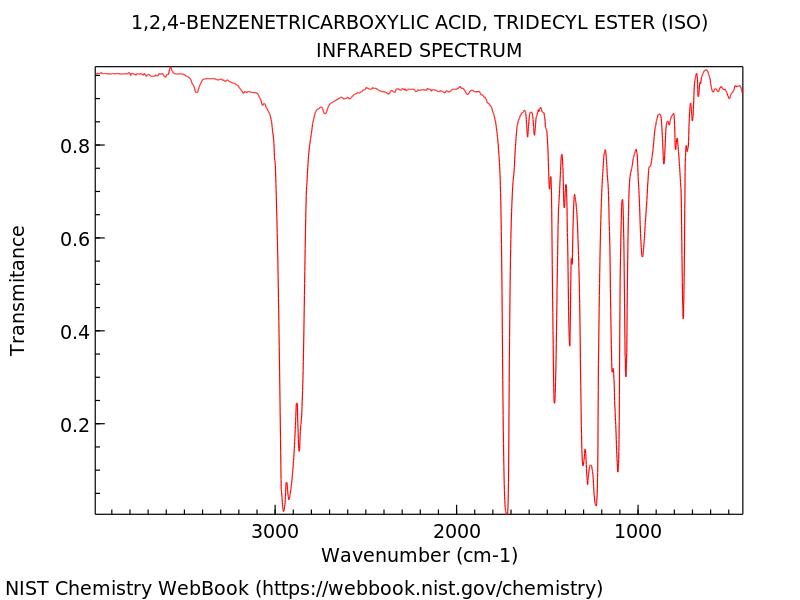 1,2,4-BENZENETRICARBOXYLIC ACID, TRIDECYL ESTER (ISO)
INFRARED SPECTRUM
Transmitance
0.8
0.6
0.4
0.2
3000 2000 1000
Wavenumber (cm-1)
NIST Chemistry WebBook (https://webbook.nist.gov/chemistry)